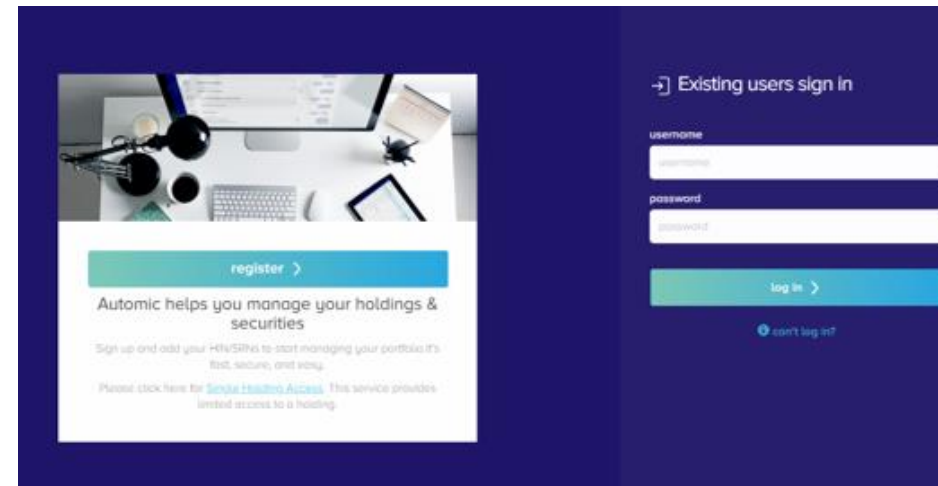 register
Automic helps you manage your holdings &
securities
Sign up and add your HIN/SRNs to start managing your portfolio it's
fast, secure, and easy.
Please click here for Single Holding Access. This service provides
limited access to a holding.
Existing users sign in
username
username
password
password
log in
can't log in?